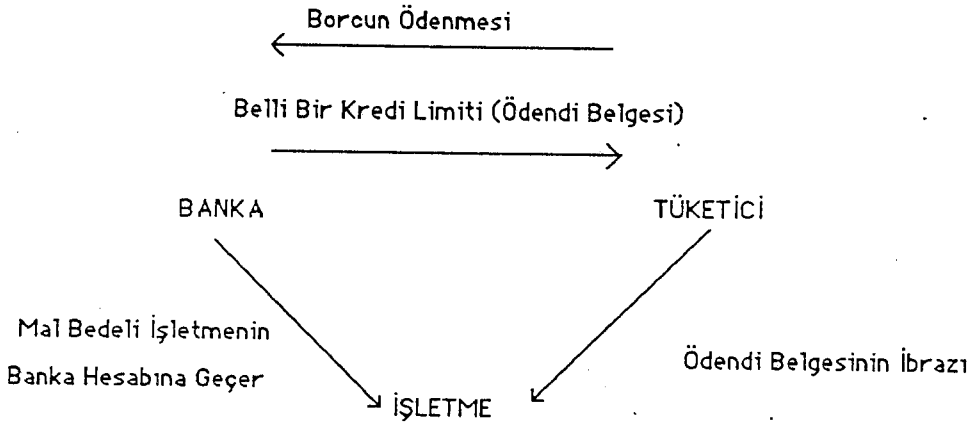 Borcun Ödenmesi
Belli Bir Kredi Limiti (Ödendi Belgesi)
BANKA
TÜKETİCİ
Mal Bedeli İşletmenin
Banka Hesabına Geçer
Ödendi Belgesinin İbrazı
İŞLETME